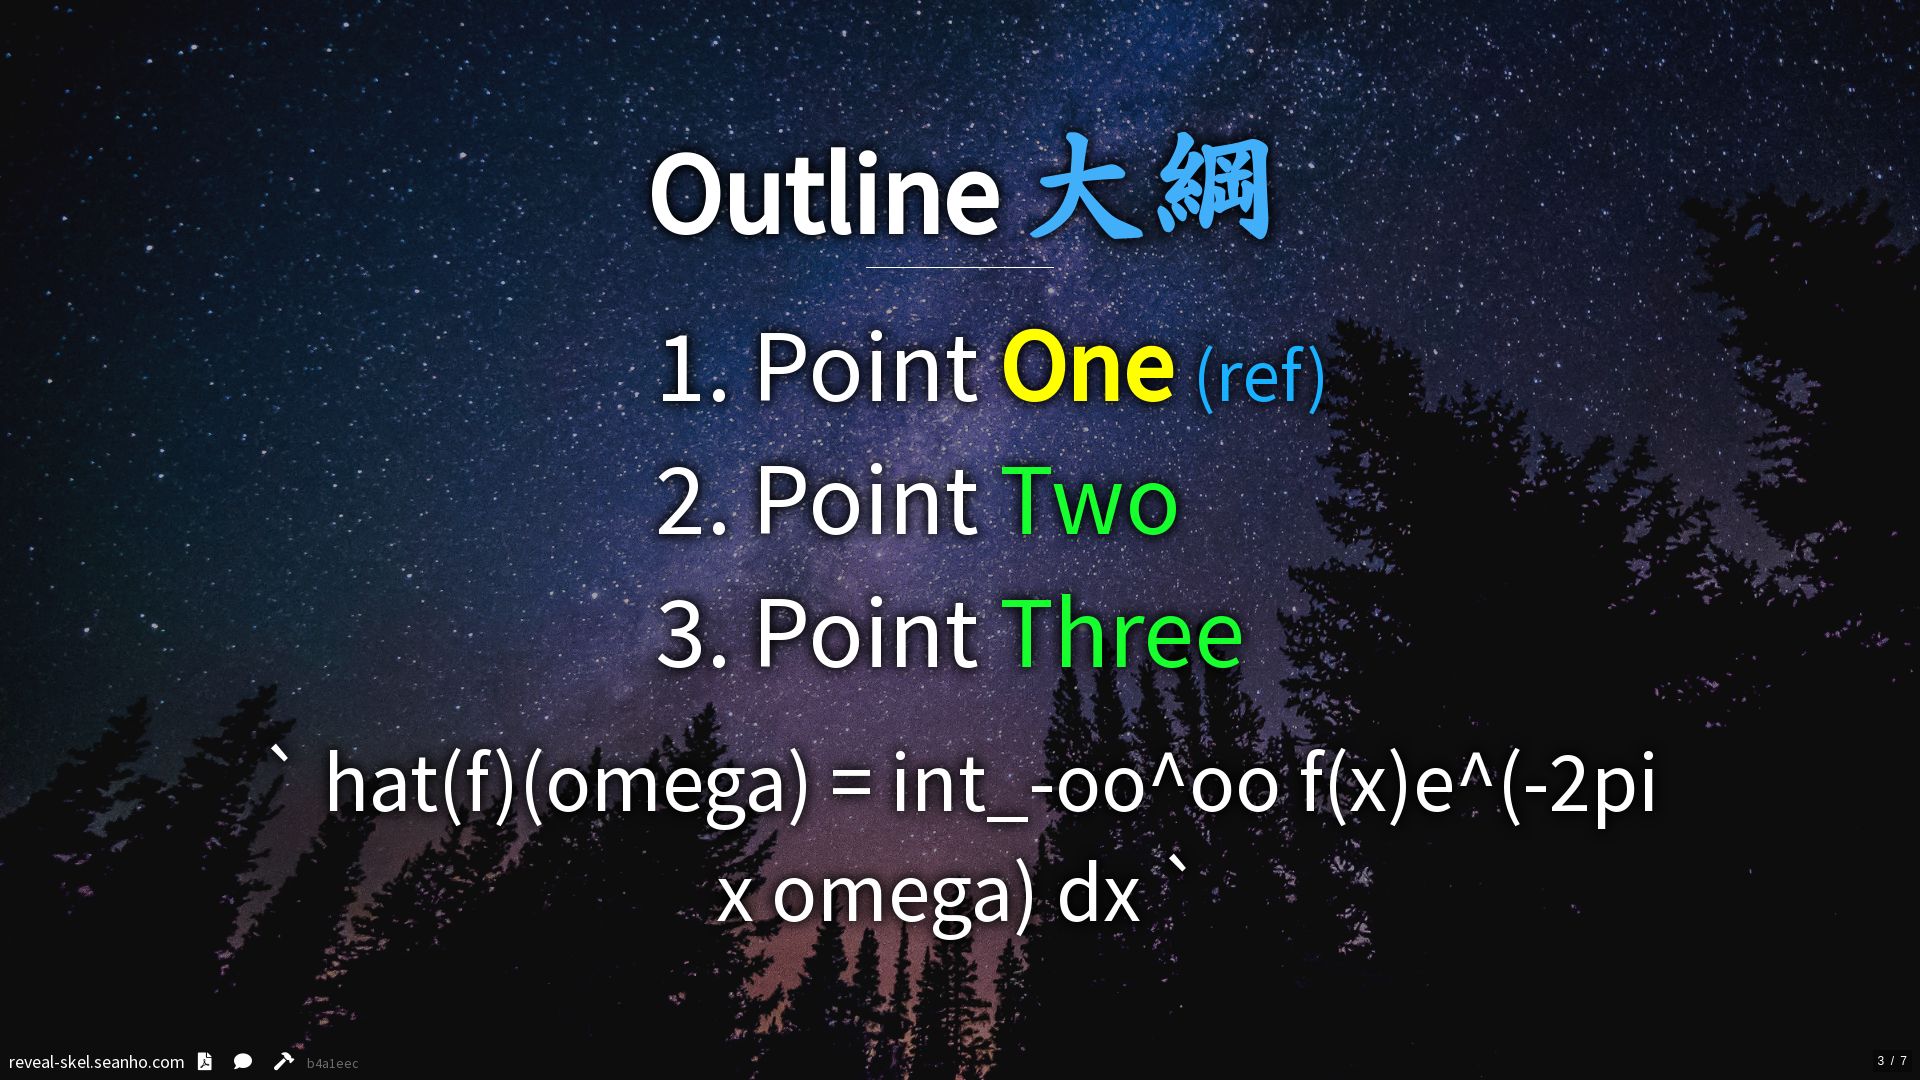 Outline 大綱
1. Point One (ref)
2. Point Two
3. Point Three
` hat(f)(omega) = int_-oo^oo f(x)e^(-2pi
x omega) dx `
reveal-skel.seanho.com b4a1eec
3 / 7